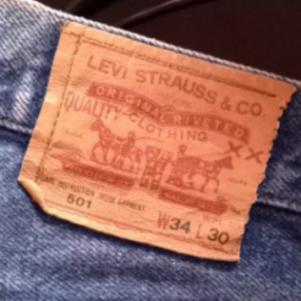 LEVI STRAUSS & CO.
ORIGINAL RIVETED
QUALITY CLOTHING
XX
501
W34 L30